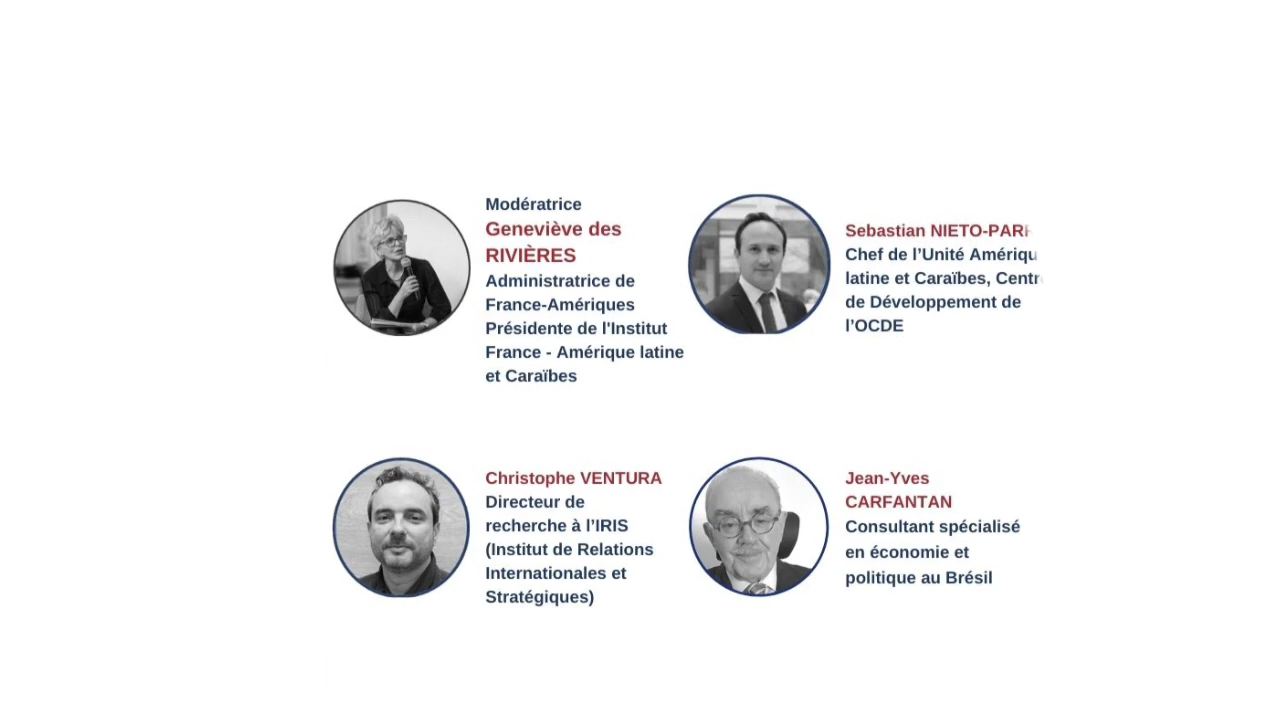 Modératrice
Geneviève des
RIVIÈRES
Administratrice de
France-Amériques
Présidente de l'Institut
France - Amérique latine
et Caraïbes
Sebastian
Chef de l’Unité
latine et Caraïbes,
de Développement de
l’OCDE
Christophe VENTURA
Directeur de
recherche à l’IRIS
(Institut de Relations
Internationales et
Stratégiques)
Jean-Yves
CARFANTAN
Consultant spécialisé
en économie et
politique au Brésil